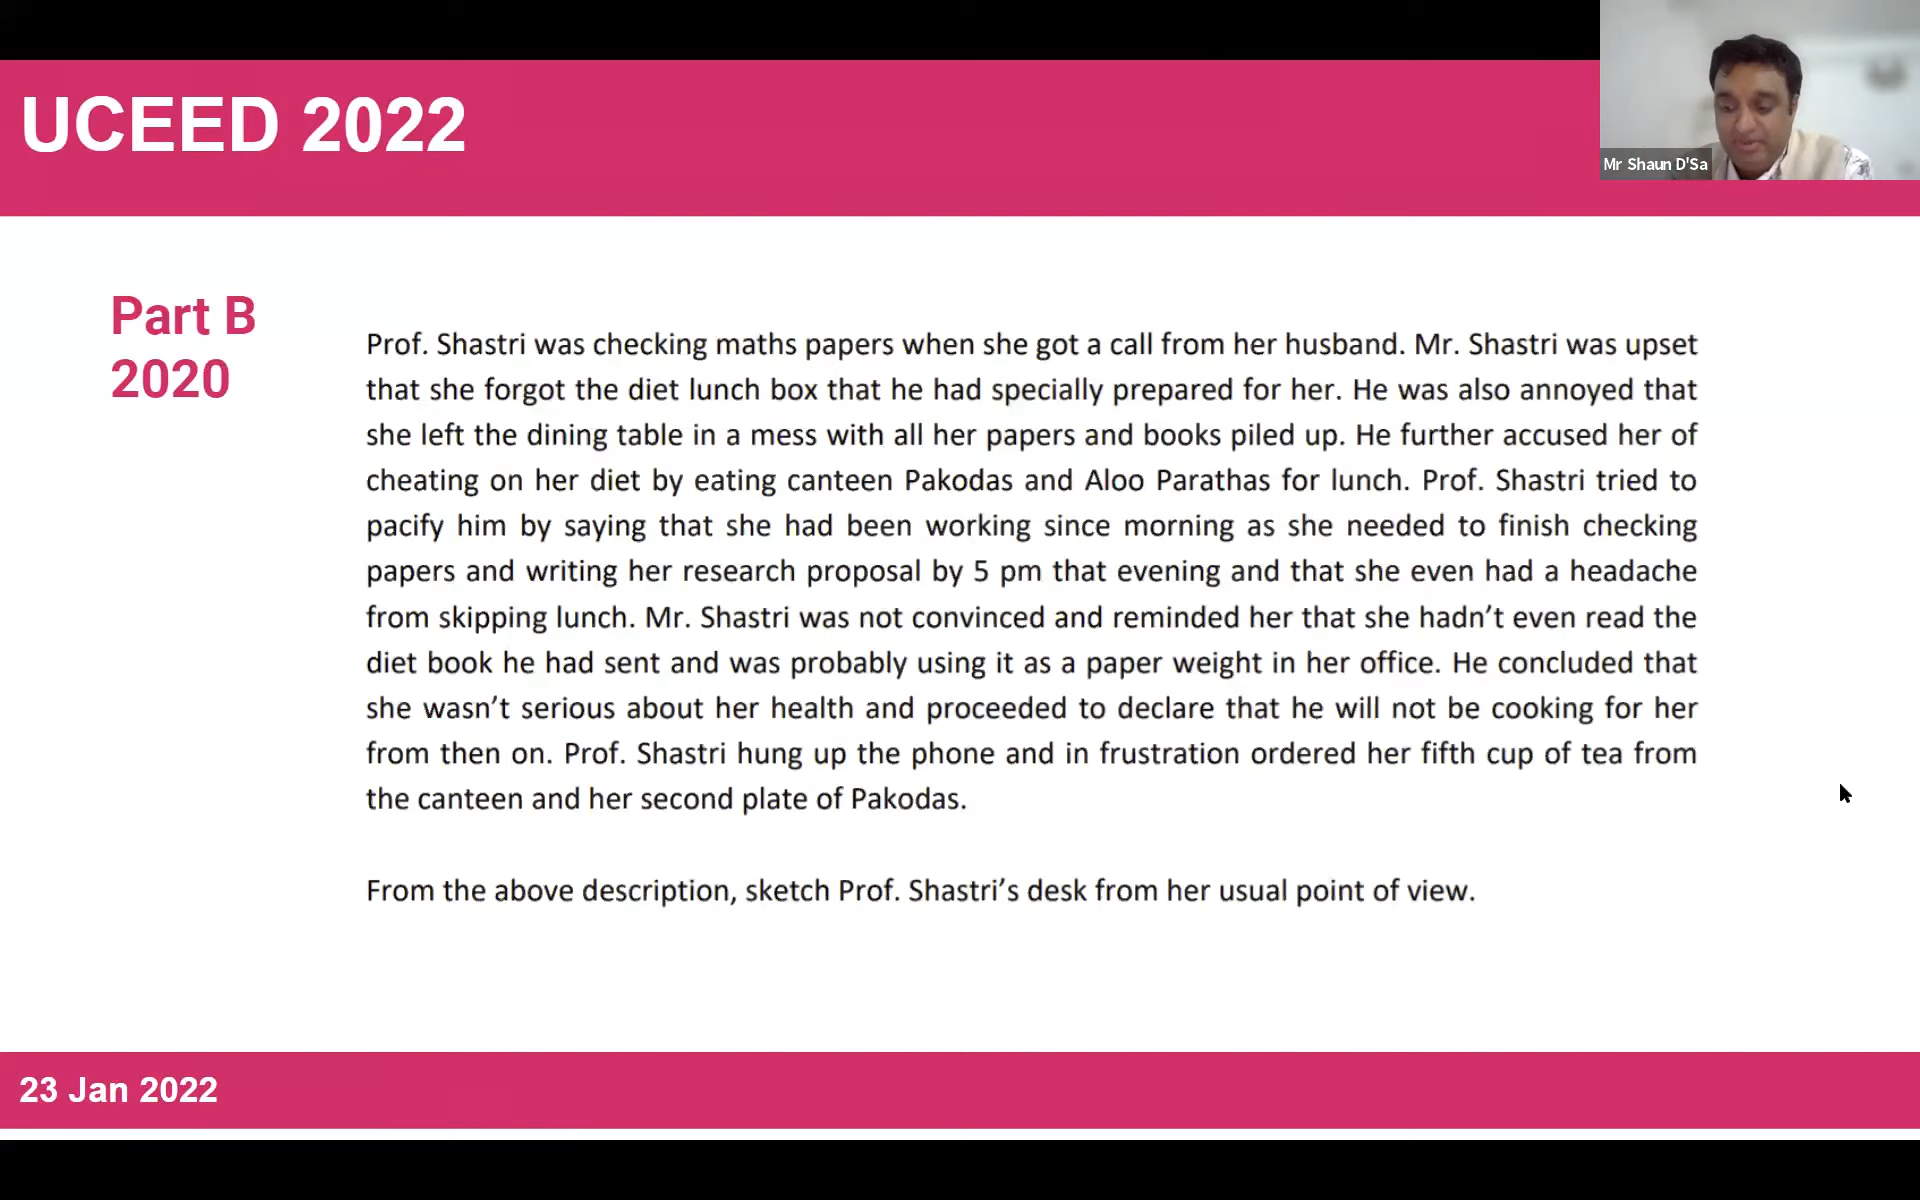 UCEED 2022
Mr Shaun D'Sa
Part B
2020
Prof. Shastri was checking maths papers when she got a call from her husband. Mr. Shastri was upset
that she forgot the diet lunch box that he had specially prepared for her. He was also annoyed that
she left the dining table in a mess with all her papers and books piled up. He further accused her of
cheating on her diet by eating canteen Pakodas and Aloo Parathas for lunch. Prof. Shastri tried to
pacify him by saying that she had been working since morning as she needed to finish checking
papers and writing her research proposal by 5 pm that evening and that she even had a headache
from skipping lunch. Mr. Shastri was not convinced and reminded her that she hadn’t even read the
diet book he had sent and was probably using it as a paper weight in her office. He concluded that
she wasn’t serious about her health and proceeded to declare that he will not be cooking for her
from then on. Prof. Shastri hung up the phone and in frustration ordered her fifth cup of tea from
the canteen and her second plate of Pakodas.
From the above description, sketch Prof. Shastri’s desk from her usual point of view.
23 Jan 2022